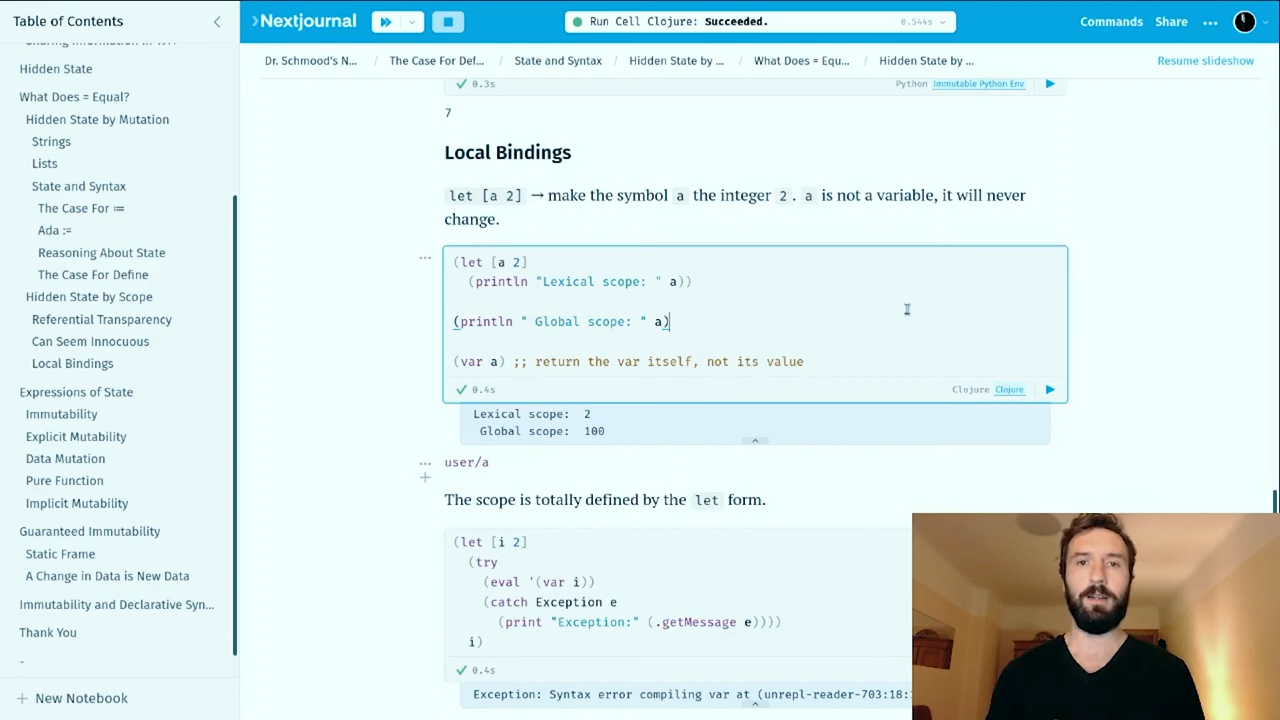 Table of Contents
Nextjournal
Run Cell Clojure: Succeeded.
0.544s
Commands
Share
Dr. Schmood's N... / The Case For Def... / State and Syntax / Hidden State by ... / What Does = Equ... / Hidden State by ...
Resume slideshow
Hidden State
What Does = Equal?
Hidden State by Mutation
Strings
Lists
State and Syntax
The Case For ≔
Ada :=
Reasoning About State
The Case For Define
Hidden State by Scope
Referential Transparency
Can Seem Innocuous
Local Bindings
Expressions of State
Immutability
Explicit Mutability
Data Mutation
Pure Function
Implicit Mutability
Guaranteed Immutability
Static Frame
A Change in Data is New Data
Immutability and Declarative Syn...
Thank You
-
+ New Notebook
0.3s
Python Immutable Python Env
7
Local Bindings
let [a 2] → make the symbol a the integer 2. a is not a variable, it will never
change.
(let [a 2]
(println "Lexical scope: " a))
(println " Global scope: " a)
(var a) ;; return the var itself, not its value
0.4s
Clojure Clojure
Lexical scope: 2
Global scope: 100
user/a
The scope is totally defined by the let form.
(let [i 2]
(try
(eval '(var i))
(catch Exception e
(print "Exception:" (.getMessage e))))
i)
0.4s
Exception: Syntax error compiling var at (unrepl-reader-703:18: